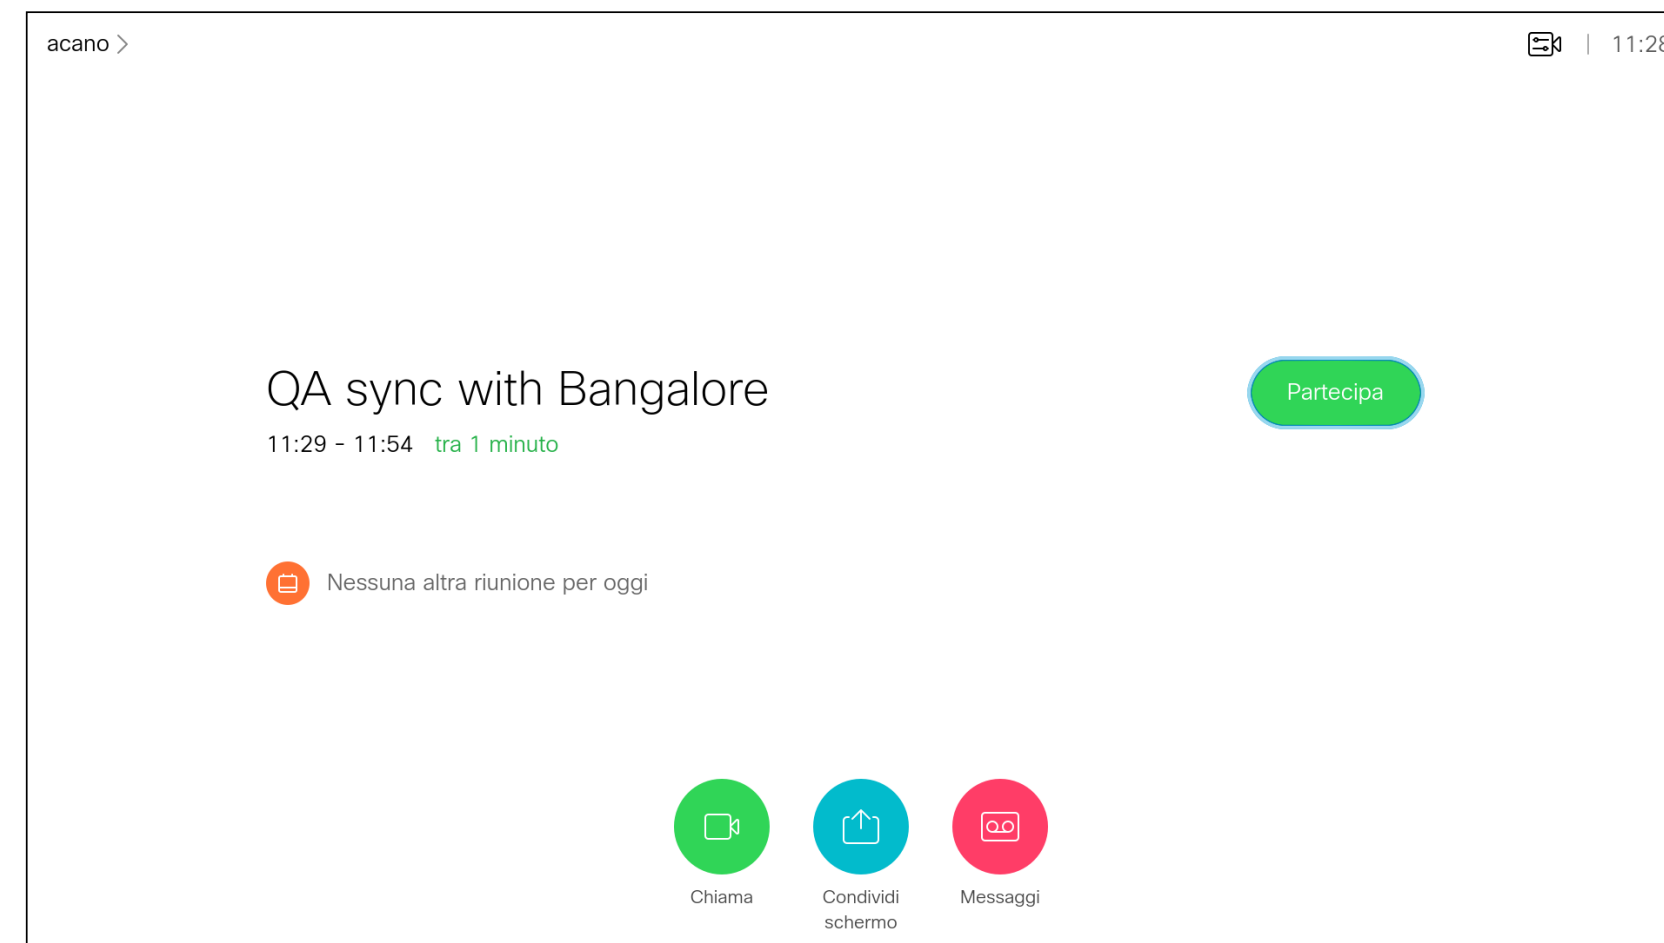 acano
11:28
QA sync with Bangalore
Partecipa
11:29 - 11:54 tra 1 minuto
Nessuna altra riunione per oggi
Chiama
Condividi
schermo
Messaggi